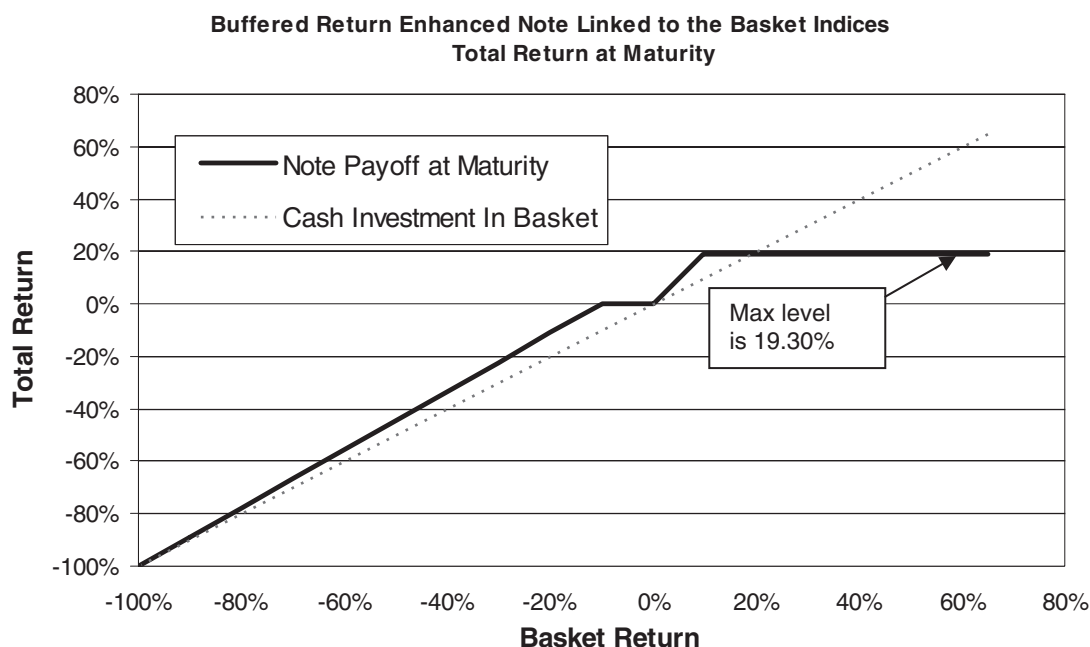 Buffered Return Enhanced Note Linked to the Basket Indices
Total Return at Maturity
80%
60%
40%
20%
0%
-20%
-40%
-60%
-80%
-100%
Total Return
Note Payoff at Maturity
Cash Investment In Basket
Max level
is 19.30%
-100%
-80%
-60%
-40%
-20%
0%
20%
40%
60%
80%
Basket Return